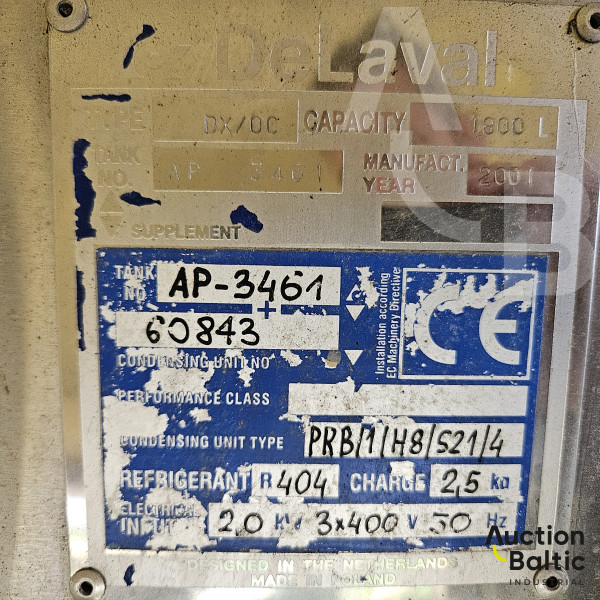 DeLaval
TYPE DX/OC CAPACITY 1800 L
TANK NO. AP 3461 MANUFACT. YEAR 2001
SUPPLEMENT
TANK NO AP-3461
+
60843
CONDENSING UNIT NO
Installation according EC Machinery Directive
CE
PERFORMANCE CLASS
CONDENSING UNIT TYPE PRB/1/H8/S21/4
REFRIGERANT R 404 CHARGE 2,5 kg
ELECTRICAL INPUT 2.0 KW 3x400 V 50 Hz
DESIGNED IN THE NETHERLANDS
MADE IN POLAND
AB
Auction
Baltic
INDUSTRIAL